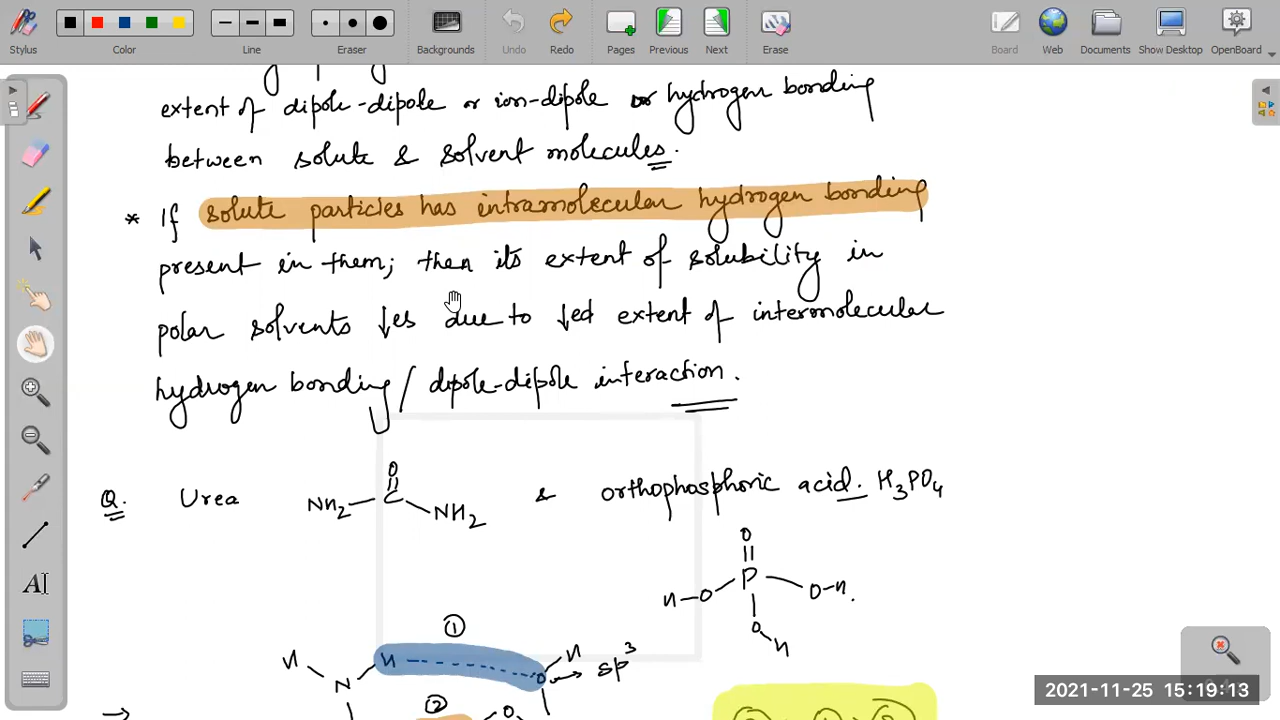 Stylus
Color
Line
Eraser
Backgrounds
Undo
Redo
Pages
Previous
Next
Erase
Board
Web
Documents
Show Desktop
OpenBoard
extent of dipole-dipole or ion-dipole or hydrogen bonding
between solute & solvent molecules.
* If solute particles has intramolecular hydrogen bonding
present in them; then its extent of solubility in
polar solvents ↓es due to ↓ed extent of intermolecular
hydrogen bonding / dipole-dipole interaction.
Q. Urea NH2 C O NH2 & orthophosphoric acid. H3PO4
O
P
H-O O-H
O
H
①
H H H
O → sp3
N
②
O
→
2021-11-25 15:19:13